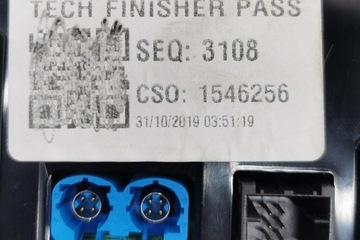 TECH FINISHER PASS
SEQ: 3108
CSO: 1546256
31/10/2019 03:51:19